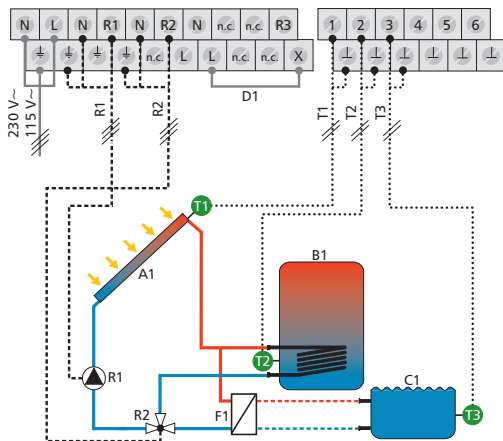 N L N R1 N R2 N n.c. n.c. R3
n.c. L L n.c. X
1 2 3 4 5 6
D1
230 V~
115 V~
R1
R2
T1
T2
T3
T1
A1
B1
T2
C1
R1
R2
F1
T3